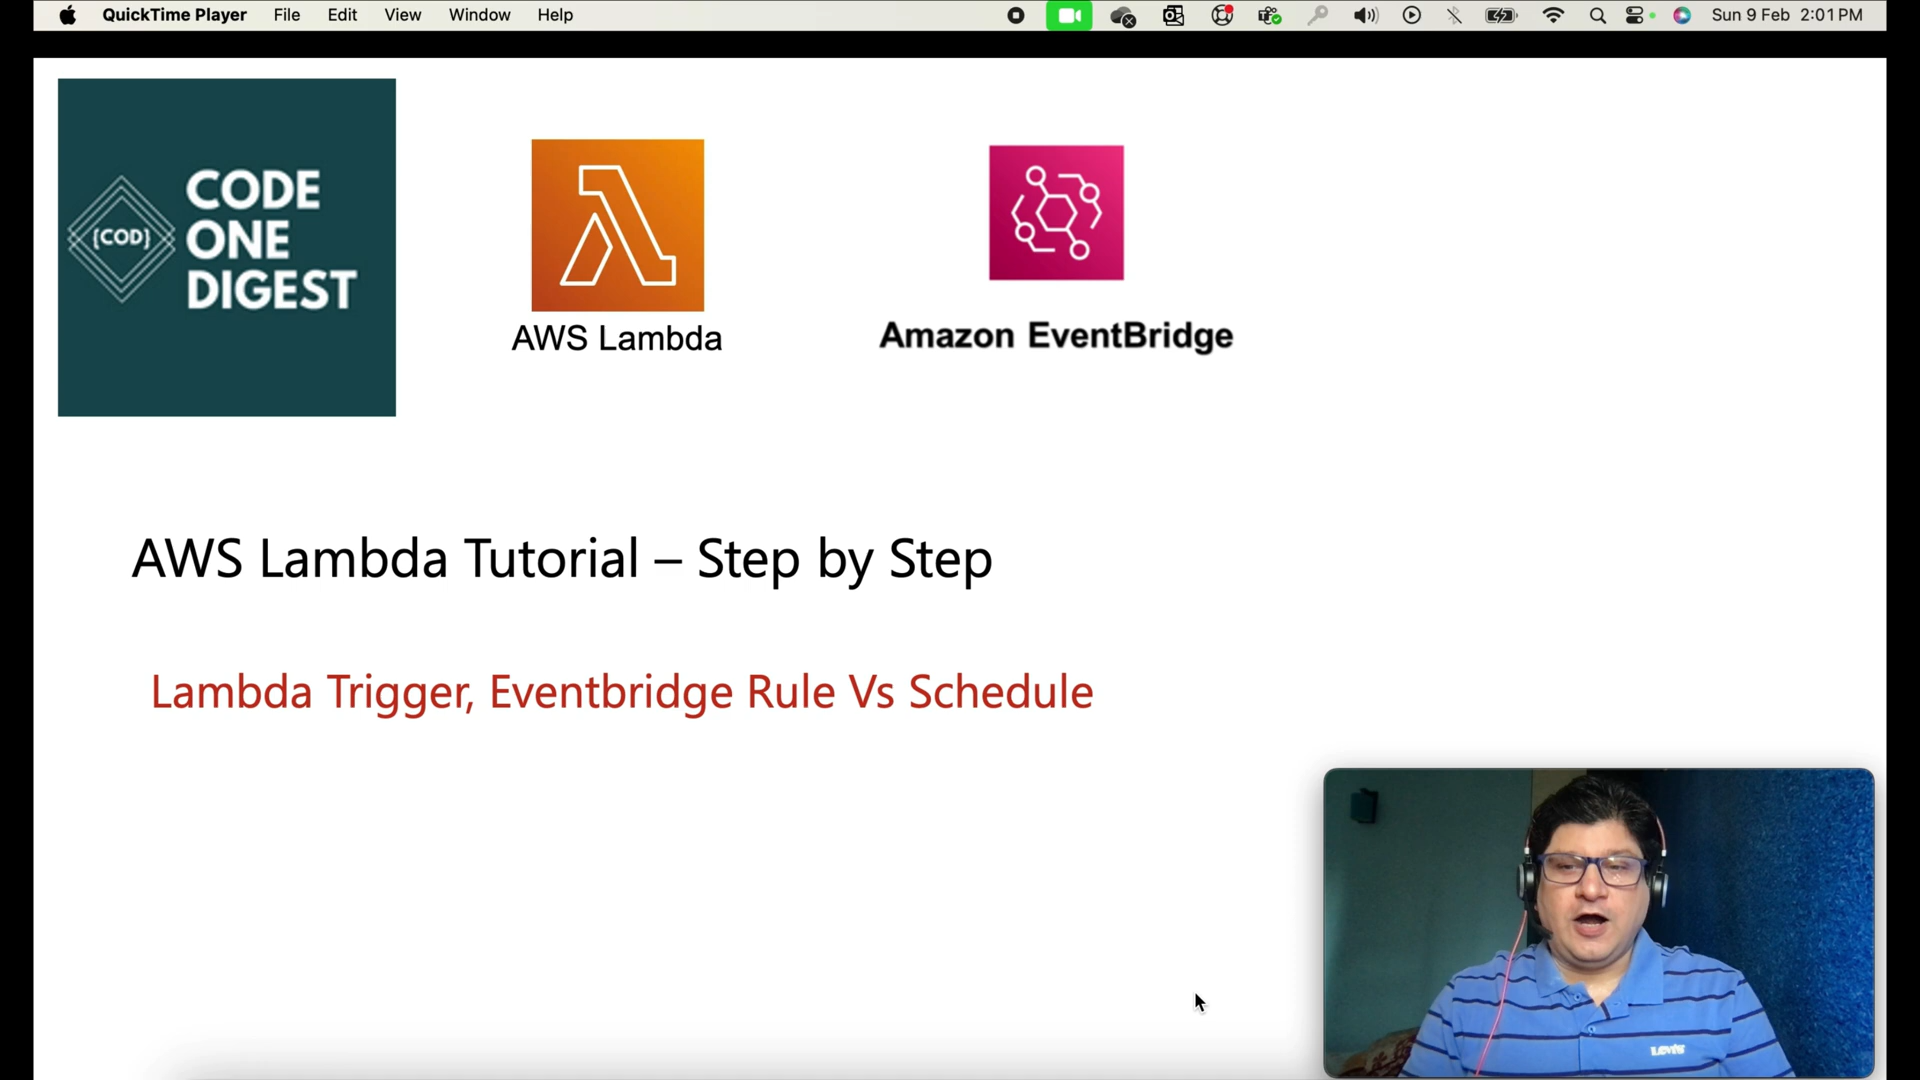 QuickTime Player File Edit View Window Help Sun 9 Feb 2:01 PM
{COD} CODE
ONE
DIGEST
AWS Lambda
Amazon EventBridge
AWS Lambda Tutorial – Step by Step
Lambda Trigger, Eventbridge Rule Vs Schedule
Levi's